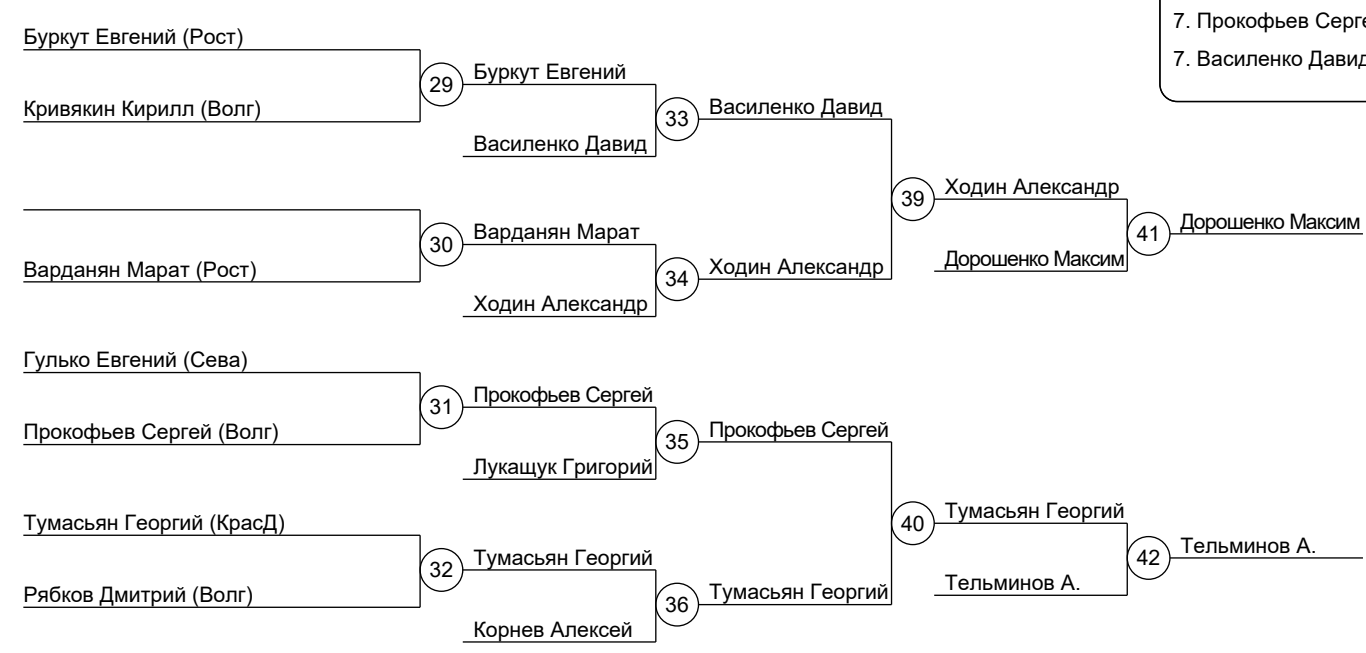 7. Прокофьев Серге
7. Василенко Давид
Буркут Евгений (Рост)
29
Буркут Евгений
Кривякин Кирилл (Волг)
33
Василенко Давид
Василенко Давид
39
Ходин Александр
30
Варданян Марат
41
Дорошенко Максим
Варданян Марат (Рост)
34
Ходин Александр
Дорошенко Максим
Ходин Александр
Гулько Евгений (Сева)
31
Прокофьев Сергей
Прокофьев Сергей (Волг)
35
Прокофьев Сергей
Лукащук Григорий
40
Тумасьян Георгий
Тумасьян Георгий (КрасД)
32
Тумасьян Георгий
42
Тельминов А.
Рябков Дмитрий (Волг)
36
Тумасьян Георгий
Тельминов А.
Корнев Алексей